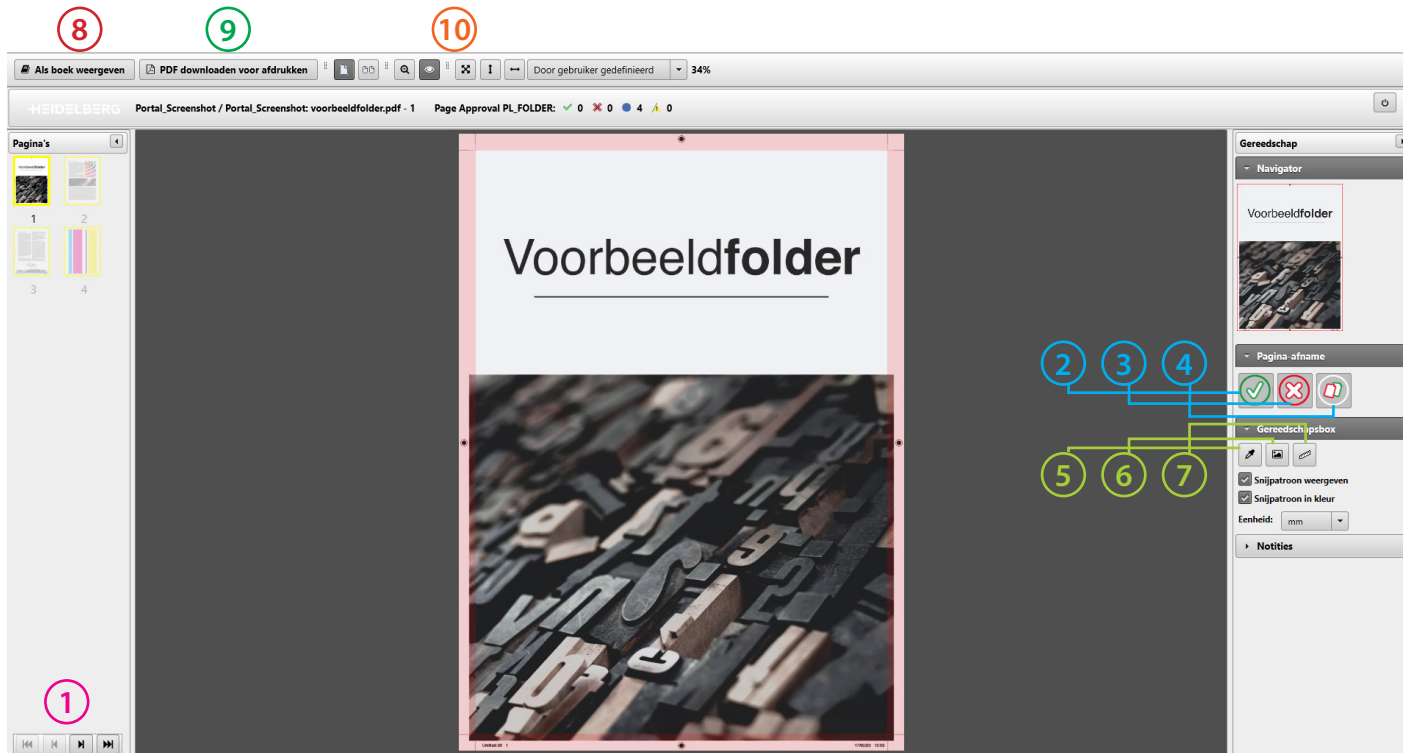 8
9
10
Als boek weergeven
PDF downloaden voor afdrukken
Door gebruiker gedefinieerd
34%
HEIDELBERG
Portal_Screenshot / Portal_Screenshot: voorbeeldfolder.pdf - 1
Page Approval PL_FOLDER: 0 0 4 0
Pagina's
1
2
3
4
1
Voorbeeldfolder
Gereedschap
Navigator
Voorbeeldfolder
Pagina-afname
2
3
4
Gereedschapsbox
5
6
7
Snijpatroon weergeven
Snijpatroon in kleur
Eenheid: mm
Notities